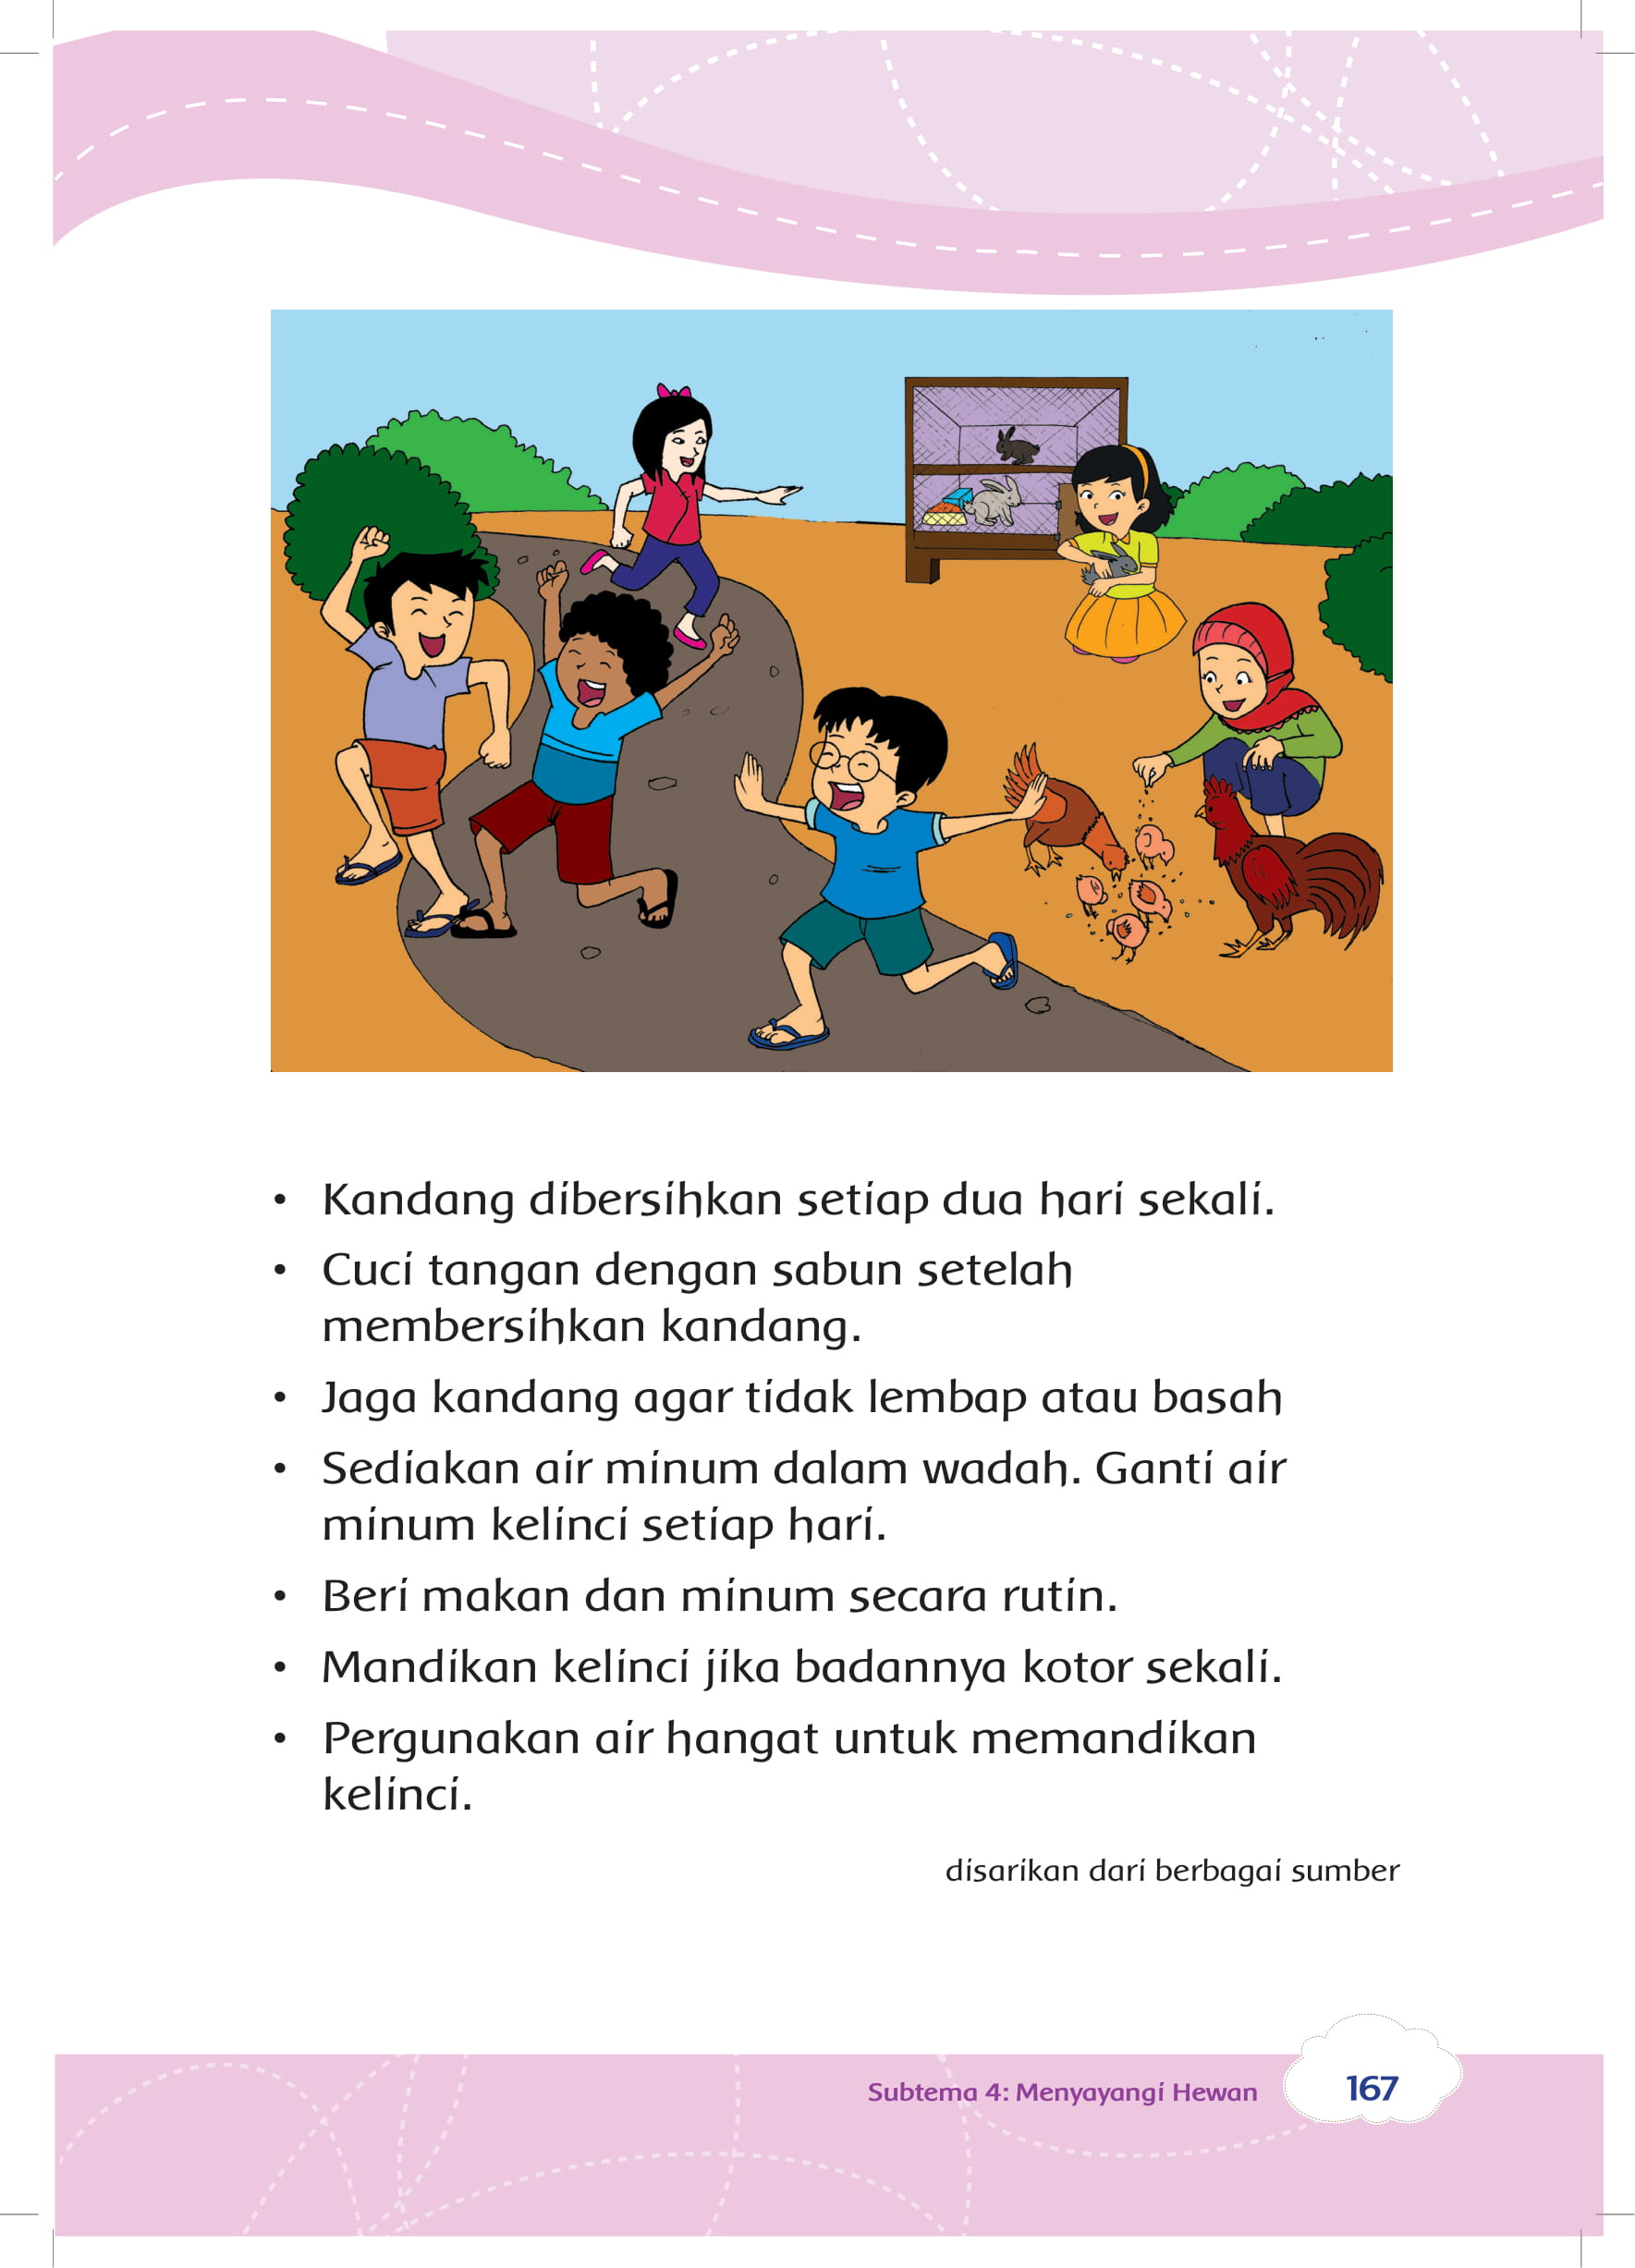 • Kandang dibersihkan setiap dua hari sekali.
• Cuci tangan dengan sabun setelah
membersihkan kandang.
• Jaga kandang agar tidak lembap atau basah
• Sediakan air minum dalam wadah. Ganti air
minum kelinci setiap hari.
• Beri makan dan minum secara rutin.
• Mandikan kelinci jika badannya kotor sekali.
• Pergunakan air hangat untuk memandikan
kelinci.
disarikan dari berbagai sumber
Subtema 4: Menyayangi Hewan
167